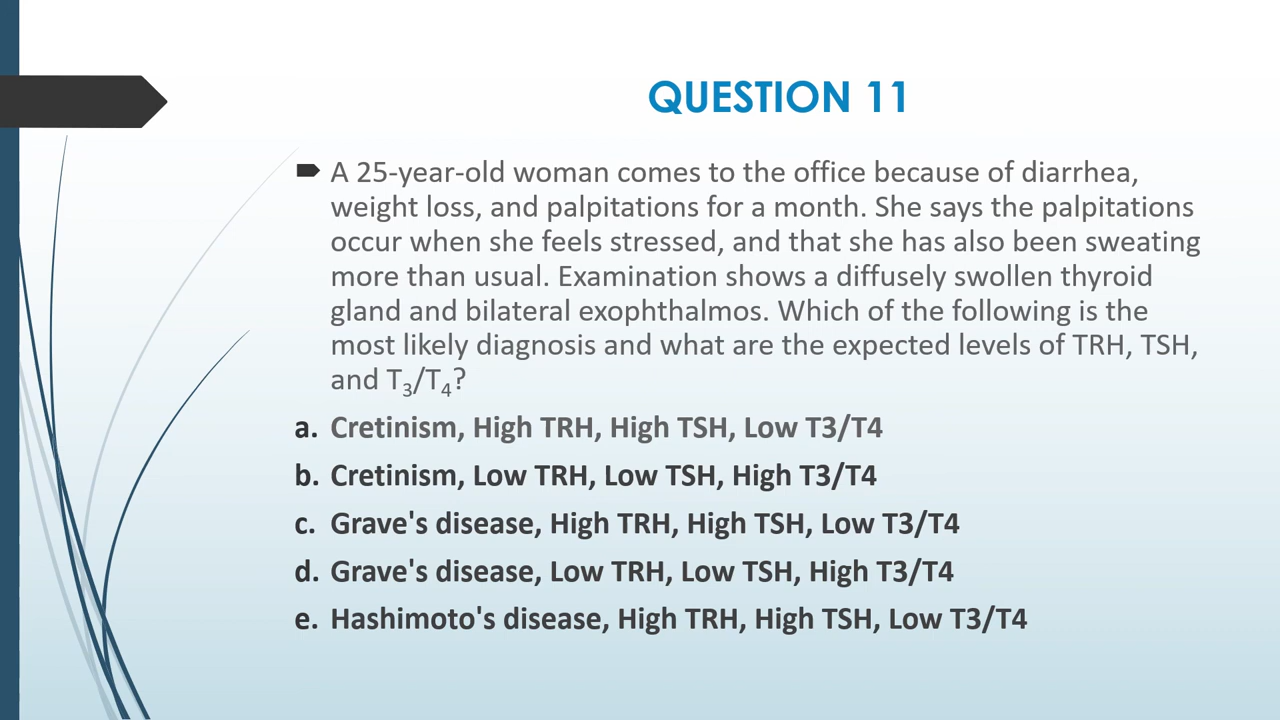 QUESTION 11
A 25-year-old woman comes to the office because of diarrhea,
weight loss, and palpitations for a month. She says the palpitations
occur when she feels stressed, and that she has also been sweating
more than usual. Examination shows a diffusely swollen thyroid
gland and bilateral exophthalmos. Which of the following is the
most likely diagnosis and what are the expected levels of TRH, TSH,
and T₃/T₄?
a. Cretinism, High TRH, High TSH, Low T3/T4
b. Cretinism, Low TRH, Low TSH, High T3/T4
c. Grave's disease, High TRH, High TSH, Low T3/T4
d. Grave's disease, Low TRH, Low TSH, High T3/T4
e. Hashimoto's disease, High TRH, High TSH, Low T3/T4